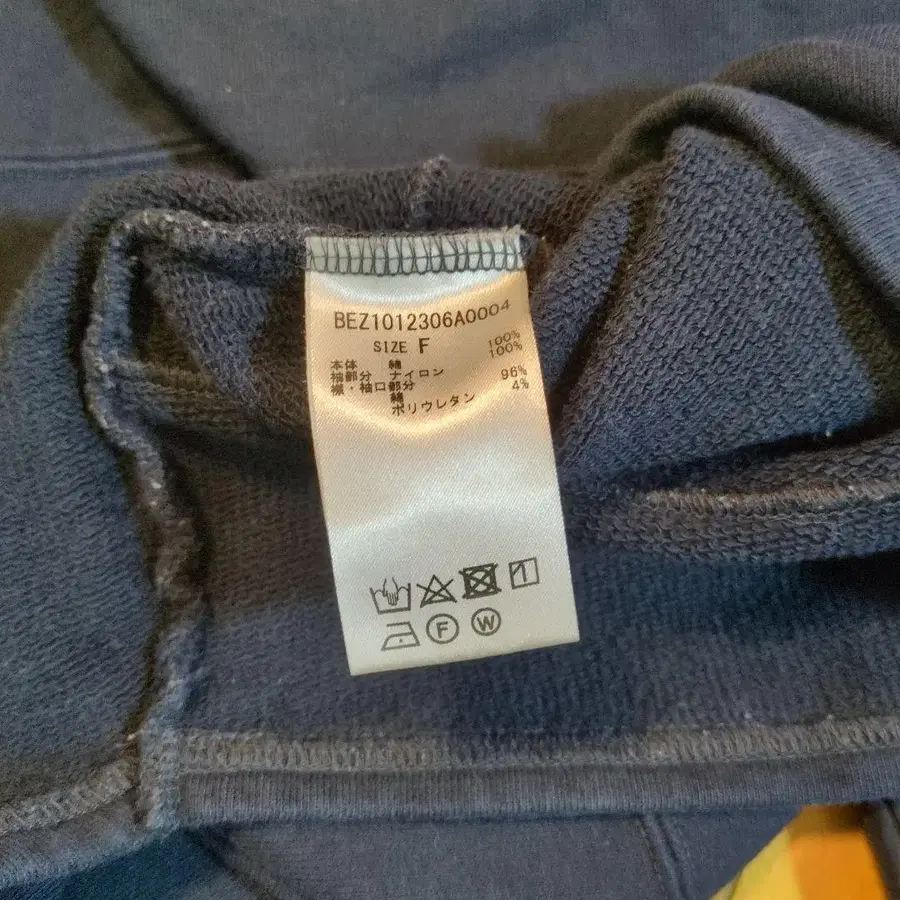 BEZ1012306A0004
SIZE F
本体 綿 100%
袖部分 ナイロン 100%
襟・袖口部分
綿 96%
ポリウレタン 4%
F W